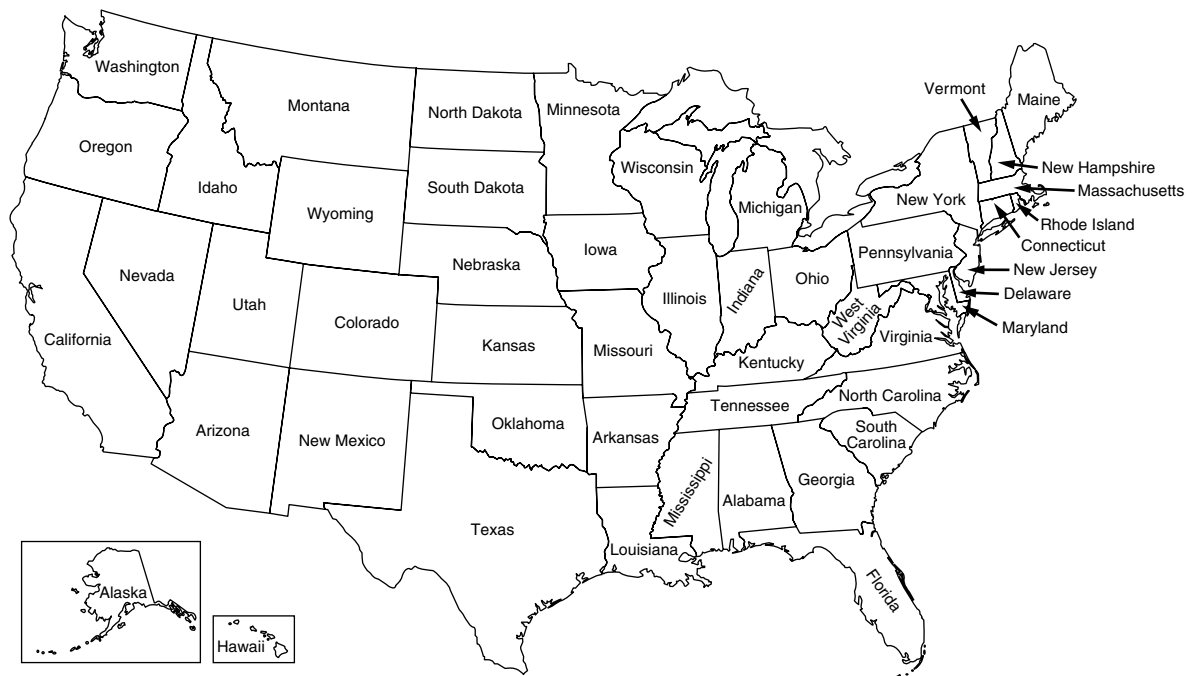 Washington
Oregon
California
Nevada
Idaho
Montana
Wyoming
Utah
Arizona
Colorado
New Mexico
North Dakota
South Dakota
Nebraska
Kansas
Oklahoma
Texas
Minnesota
Iowa
Missouri
Arkansas
Louisiana
Wisconsin
Illinois
Michigan
Indiana
Ohio
Kentucky
Tennessee
Mississippi
Alabama
Georgia
Florida
South
Carolina
North Carolina
Virginia
West
Virginia
Pennsylvania
New York
Vermont
Maine
New Hampshire
Massachusetts
Rhode Island
Connecticut
New Jersey
Delaware
Maryland
Alaska
Hawaii